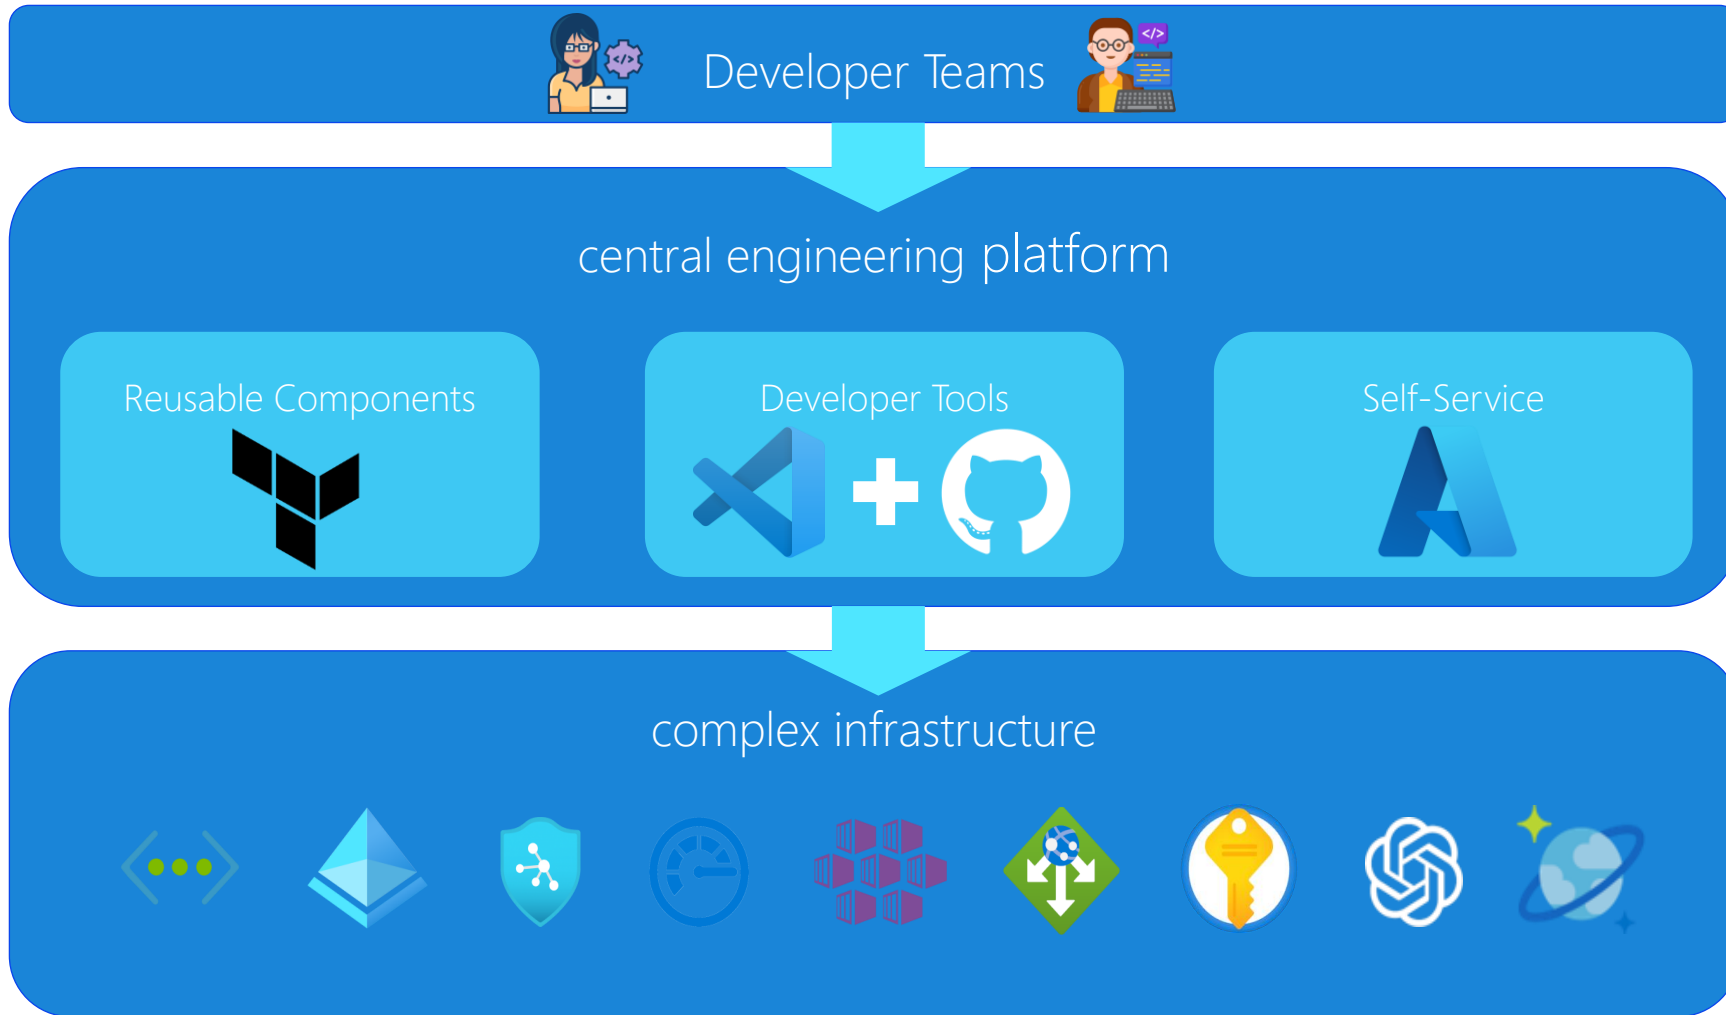 Developer Teams
central engineering platform
Reusable Components
Developer Tools
Self-Service
complex infrastructure